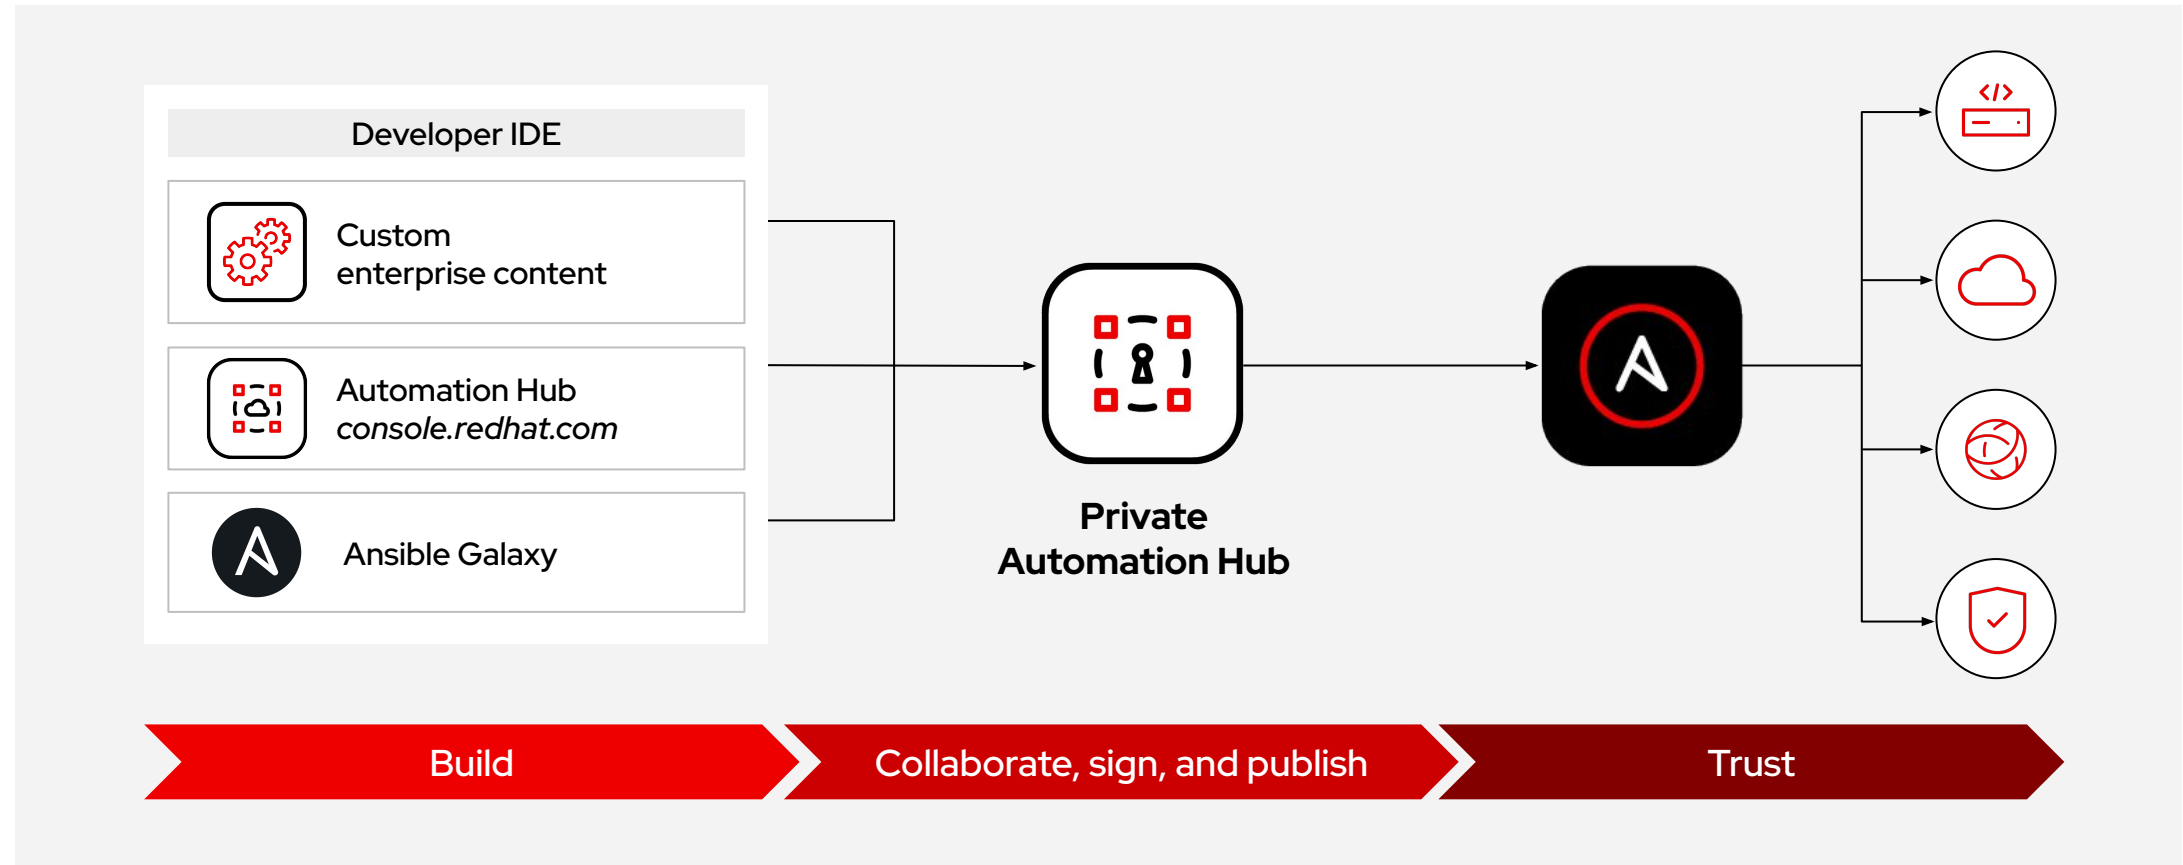 Developer IDE
Custom
enterprise content
Automation Hub
console.redhat.com
Ansible Galaxy
Private
Automation Hub
Build
Collaborate, sign, and publish
Trust